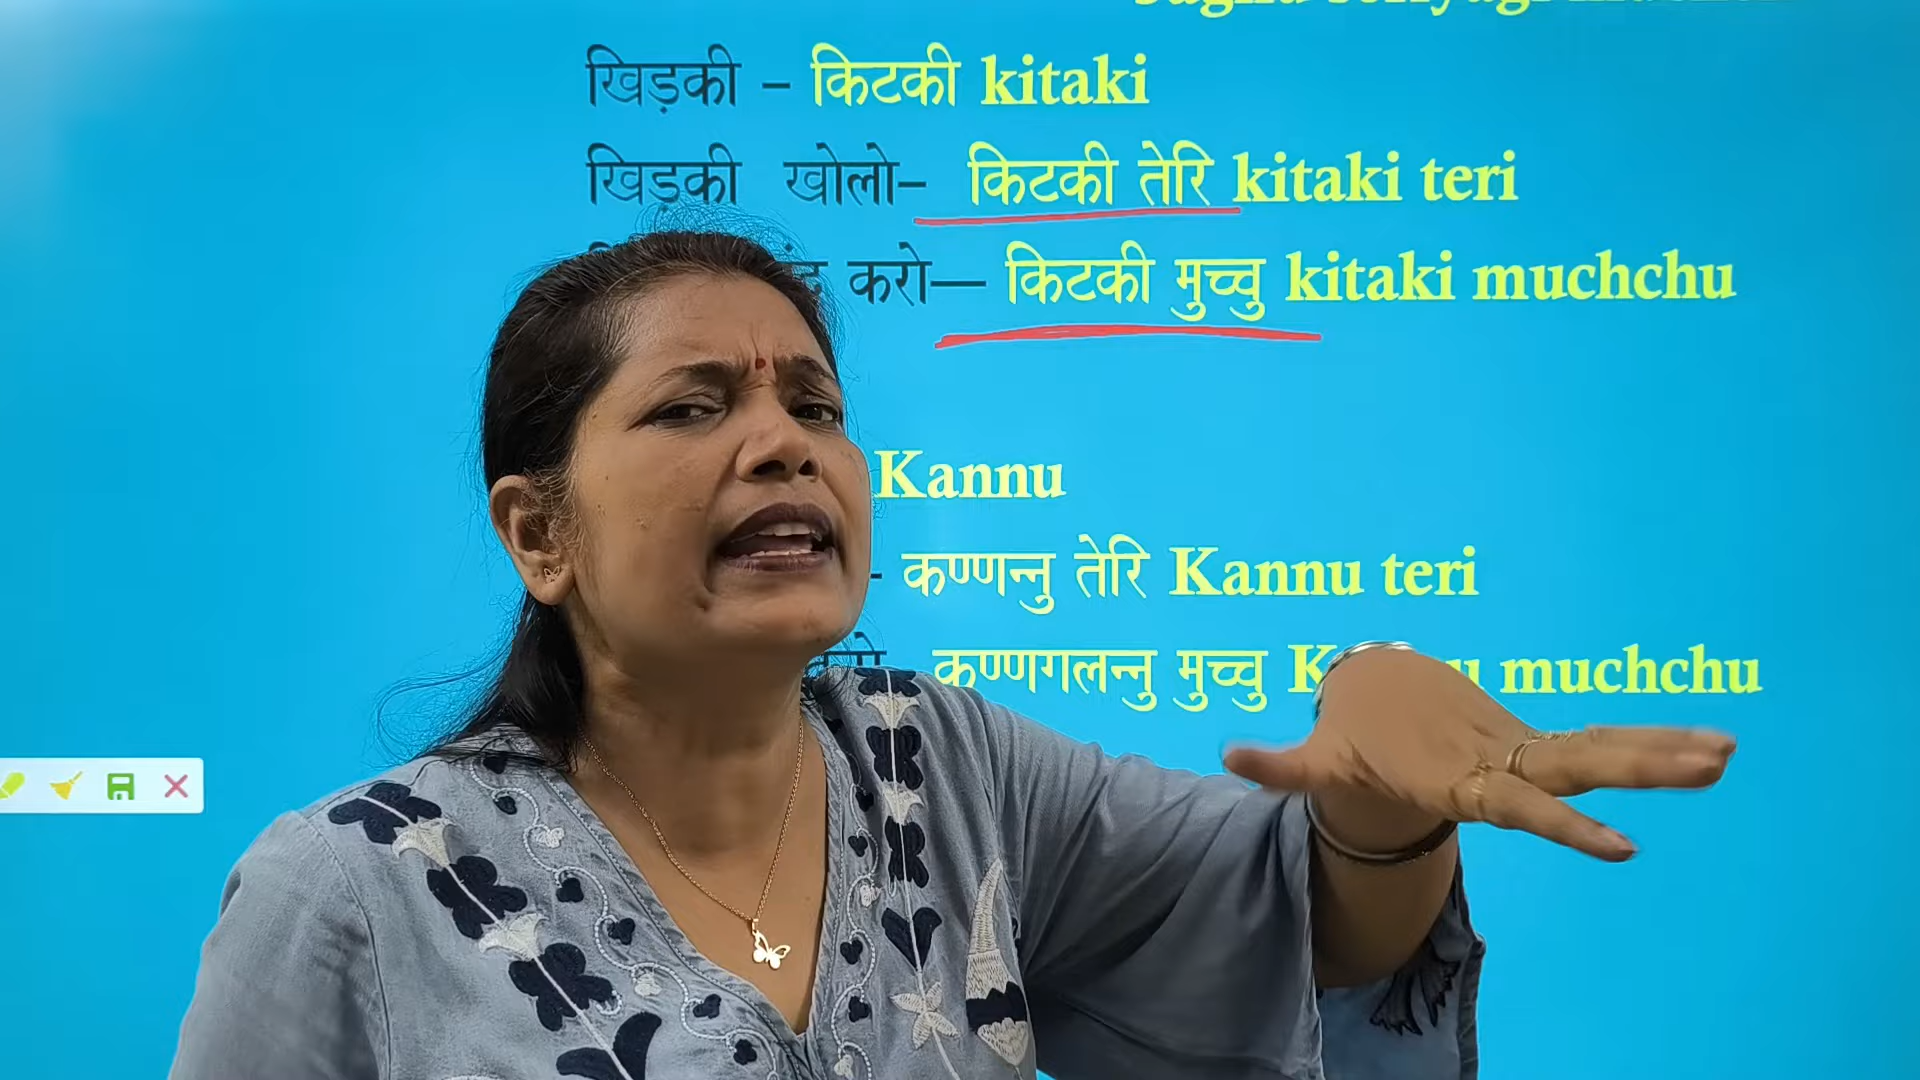 खिड़की – किटकी kitaki
खिड़की खोलो– किटकी तेरि kitaki teri
करो— किटकी मुच्चु kitaki muchchu
Kannu
- कण्णन्नु तेरि Kannu teri
कण्णगलन्नु मुच्चु muchchu